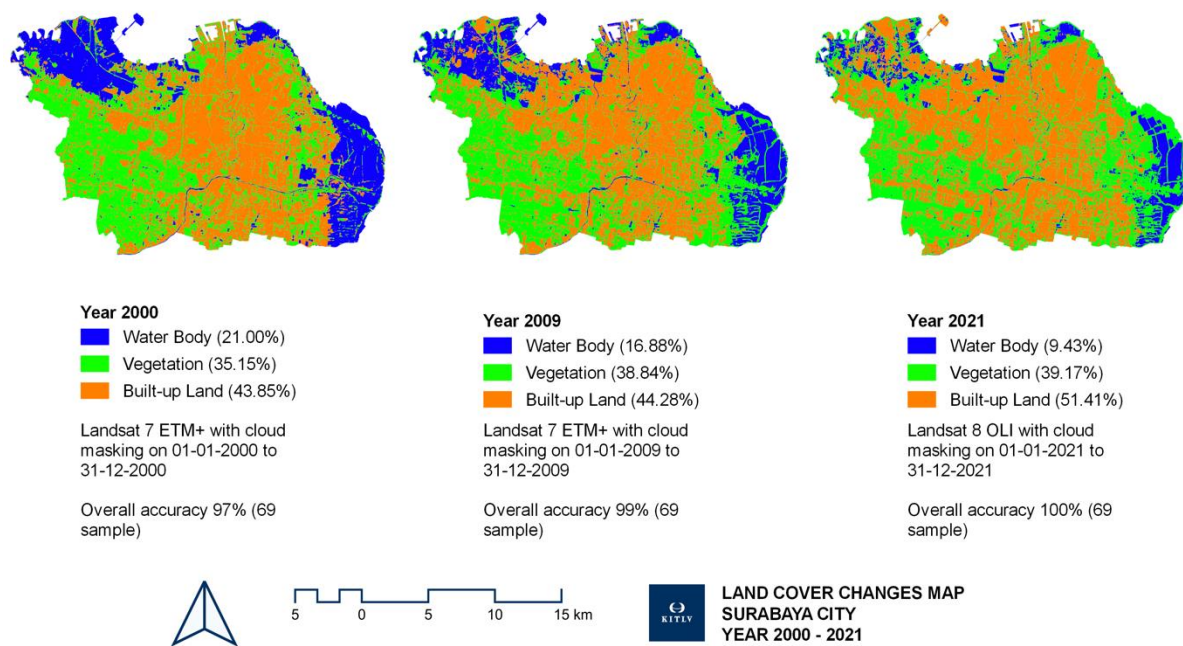 Year 2000
Water Body (21.00%)
Vegetation (35.15%)
Built-up Land (43.85%)
Landsat 7 ETM+ with cloud
masking on 01-01-2000 to
31-12-2000
Overall accuracy 97% (69
sample)
Year 2009
Water Body (16.88%)
Vegetation (38.84%)
Built-up Land (44.28%)
Landsat 7 ETM+ with cloud
masking on 01-01-2009 to
31-12-2009
Overall accuracy 99% (69
sample)
Year 2021
Water Body (9.43%)
Vegetation (39.17%)
Built-up Land (51.41%)
Landsat 8 OLI with cloud
masking on 01-01-2021 to
31-12-2021
Overall accuracy 100% (69
sample)
5 0 5 10 15 km
KITLV
LAND COVER CHANGES MAP
SURABAYA CITY
YEAR 2000 - 2021